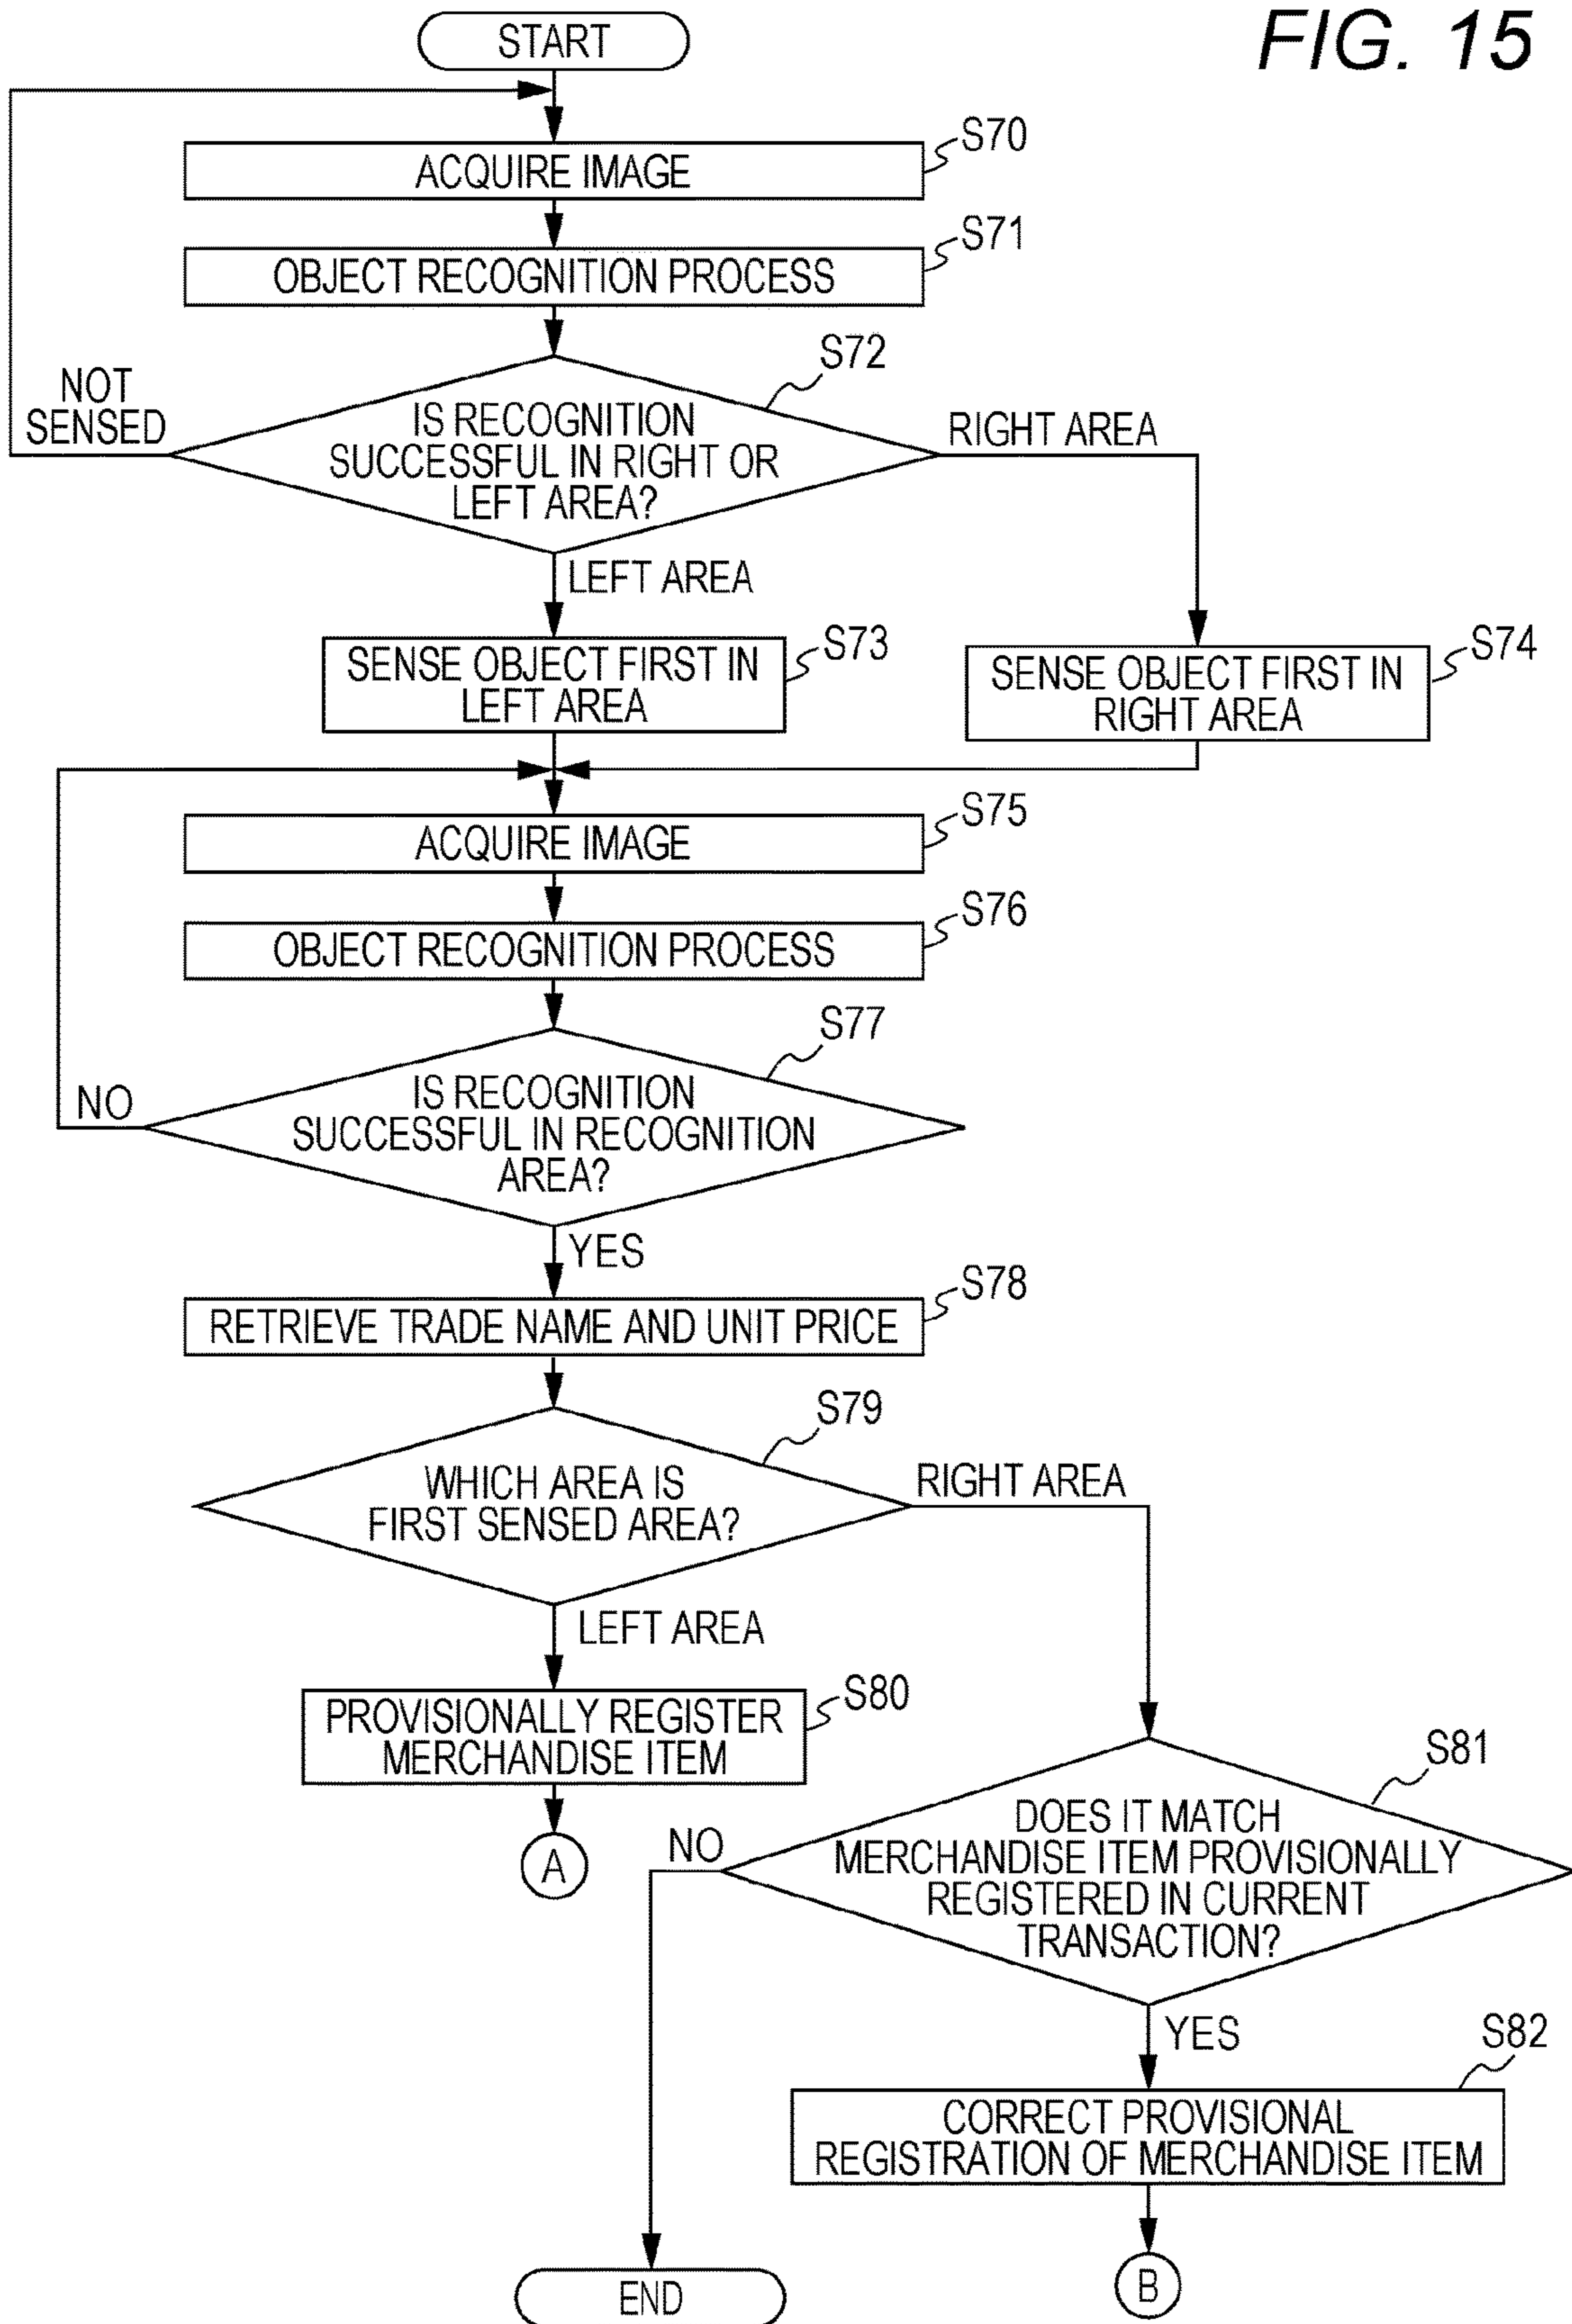 FIG. 15
START
S70
ACQUIRE IMAGE
S71
OBJECT RECOGNITION PROCESS
S72
NOT
SENSED
IS RECOGNITION
SUCCESSFUL IN RIGHT OR
LEFT AREA?
RIGHT AREA
LEFT AREA
S73
SENSE OBJECT FIRST IN
LEFT AREA
S74
SENSE OBJECT FIRST IN
RIGHT AREA
S75
ACQUIRE IMAGE
S76
OBJECT RECOGNITION PROCESS
S77
NO
IS RECOGNITION
SUCCESSFUL IN RECOGNITION
AREA?
YES
S78
RETRIEVE TRADE NAME AND UNIT PRICE
S79
WHICH AREA IS
FIRST SENSED AREA?
RIGHT AREA
LEFT AREA
S80
PROVISIONALLY REGISTER
MERCHANDISE ITEM
A
S81
NO
DOES IT MATCH
MERCHANDISE ITEM PROVISIONALLY
REGISTERED IN CURRENT
TRANSACTION?
YES
S82
CORRECT PROVISIONAL
REGISTRATION OF MERCHANDISE ITEM
END
B